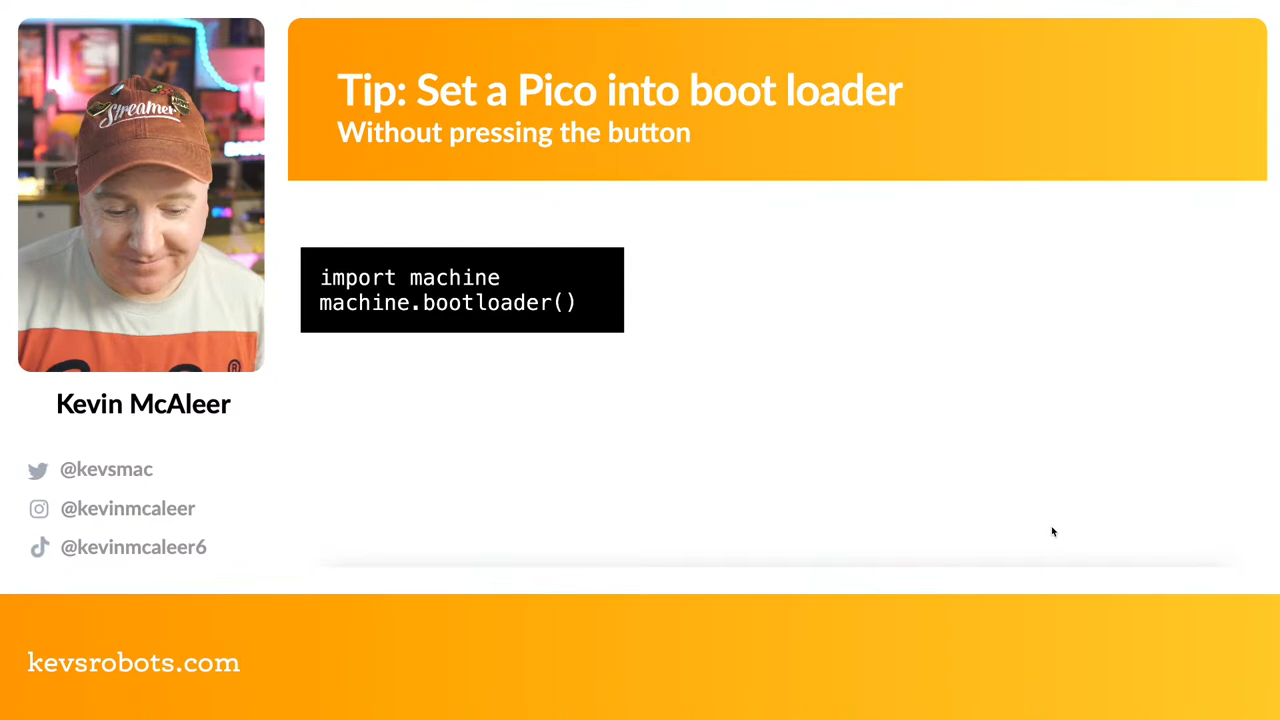 Streamer
Tip: Set a Pico into boot loader
Without pressing the button
import machine
machine.bootloader()
®
Kevin McAleer
@kevsmac
@kevinmcaleer
@kevinmcaleer6
kevsrobots.com